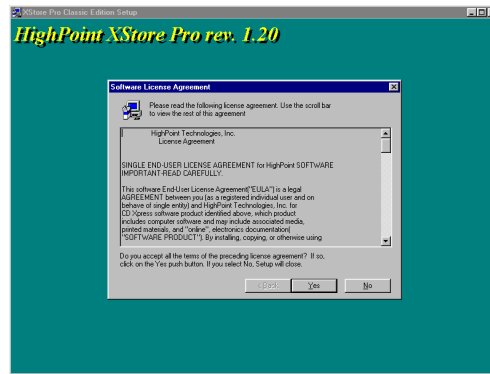 XStore Pro Classic Edition Setup
HighPoint XStore Pro rev. 1.20
Software License Agreement
Please read the following license agreement. Use the scroll bar
to view the rest of this agreement
HighPoint Technologies, Inc.
License Agreement
SINGLE END-USER LICENSE AGREEMENT for HighPoint SOFTWARE
IMPORTANT-READ CAREFULLY.
This software End-User License Agreement("EULA") is a legal
AGREEMENT between you (as a registered individual user and on
behave of single entity) and HighPoint Technologies, Inc. for
CD Xpress software product identified above, which product
includes computer software and may include associated media,
printed materials, and "online", electronics documentation(
"SOFTWARE PRODUCT"). By installing, copying, or otherwise using
Do you accept all the terms of the preceding license agreement? If so,
click on the Yes push button. If you select No, Setup will close.
< Back Yes No